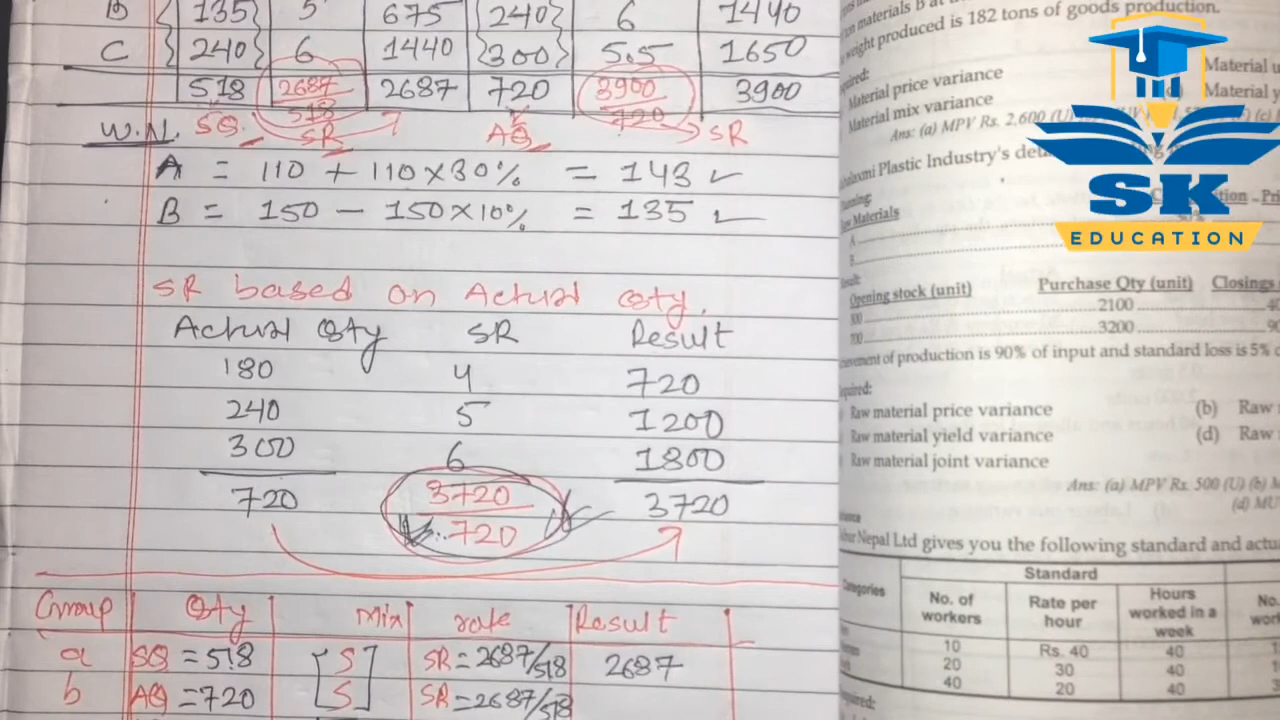 B 135 5 675 240 6 1440
C 240 6 1440 300 5.5 1650
518 2687/518 2687 720 3900/720 3900
W.N. SQ SR AQ SR
A = 110 + 110 × 30% = 143
B = 150 - 150 × 10% = 135
SR based on Actual Qty.
Actual Qty SR Result
180 4 720
240 5 1200
300 6 1800
720 3720/720 3720
Group Qty Mix rate Result
a SQ = 518 S SR = 2687/518 2687
b AQ = 720 S SR = 2687/518
materials B at
weight produced is 182 tons of goods production.
Material price variance
Material mix variance
Material
Material
Ans: (a) MPV Rs. 2,600 (U)
Plastic Industry's
SK
EDUCATION
Materials
A
B
Opening stock (unit) Purchase Qty (unit) Closings
2100
3200
of production is 90% of input and standard loss is 5%
Raw material price variance (b) Raw
Raw material yield variance (d) Raw
Raw material joint variance
Ans: (a) MPV Rs. 500 (U) (b)
(d)
Nepal Ltd gives you the following standard and
Categories Standard
No. of workers Rate per hour Hours worked in a week No.
10 Rs. 40 40
20 30 40
40 20 40